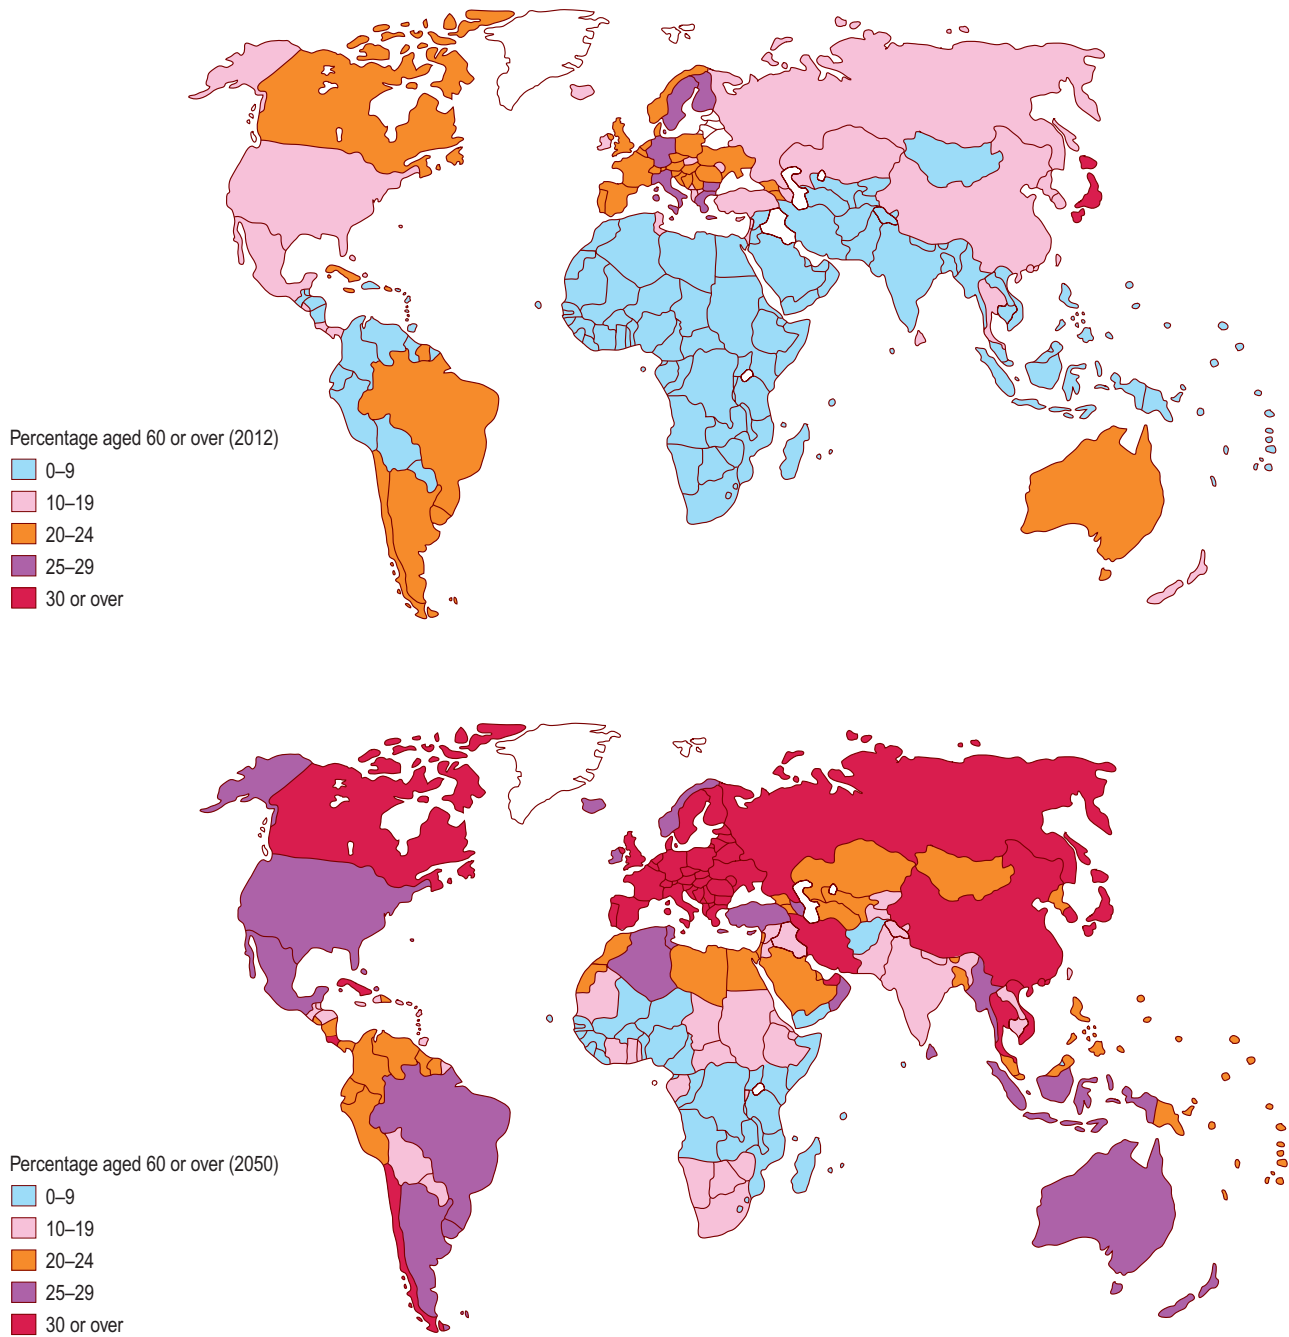 Percentage aged 60 or over (2012)
0–9
10–19
20–24
25–29
30 or over
Percentage aged 60 or over (2050)
0–9
10–19
20–24
25–29
30 or over